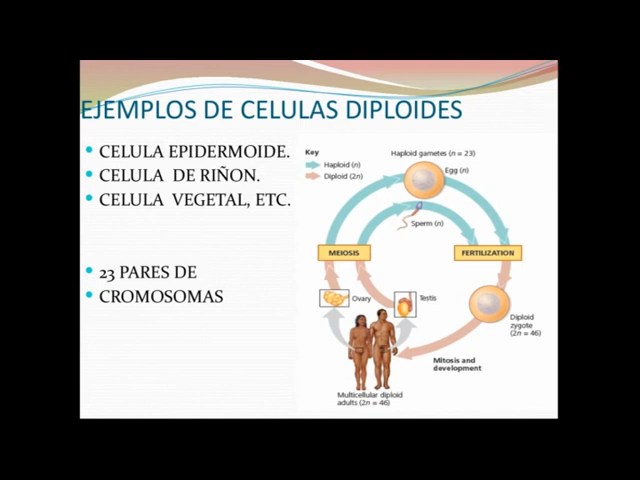 EJEMPLOS DE CELULAS DIPLOIDES
• CELULA EPIDERMOIDE.
• CELULA DE RIÑON.
• CELULA VEGETAL, ETC.
• 23 PARES DE
• CROMOSOMAS
Key
Haploid (n)
Diploid (2n)
Haploid gametes (n = 23)
Egg (n)
Sperm (n)
MEIOSIS
FERTILIZATION
Ovary
Testis
Diploid
zygote
(2n = 46)
Mitosis and
development
Multicellular diploid
adults (2n = 46)